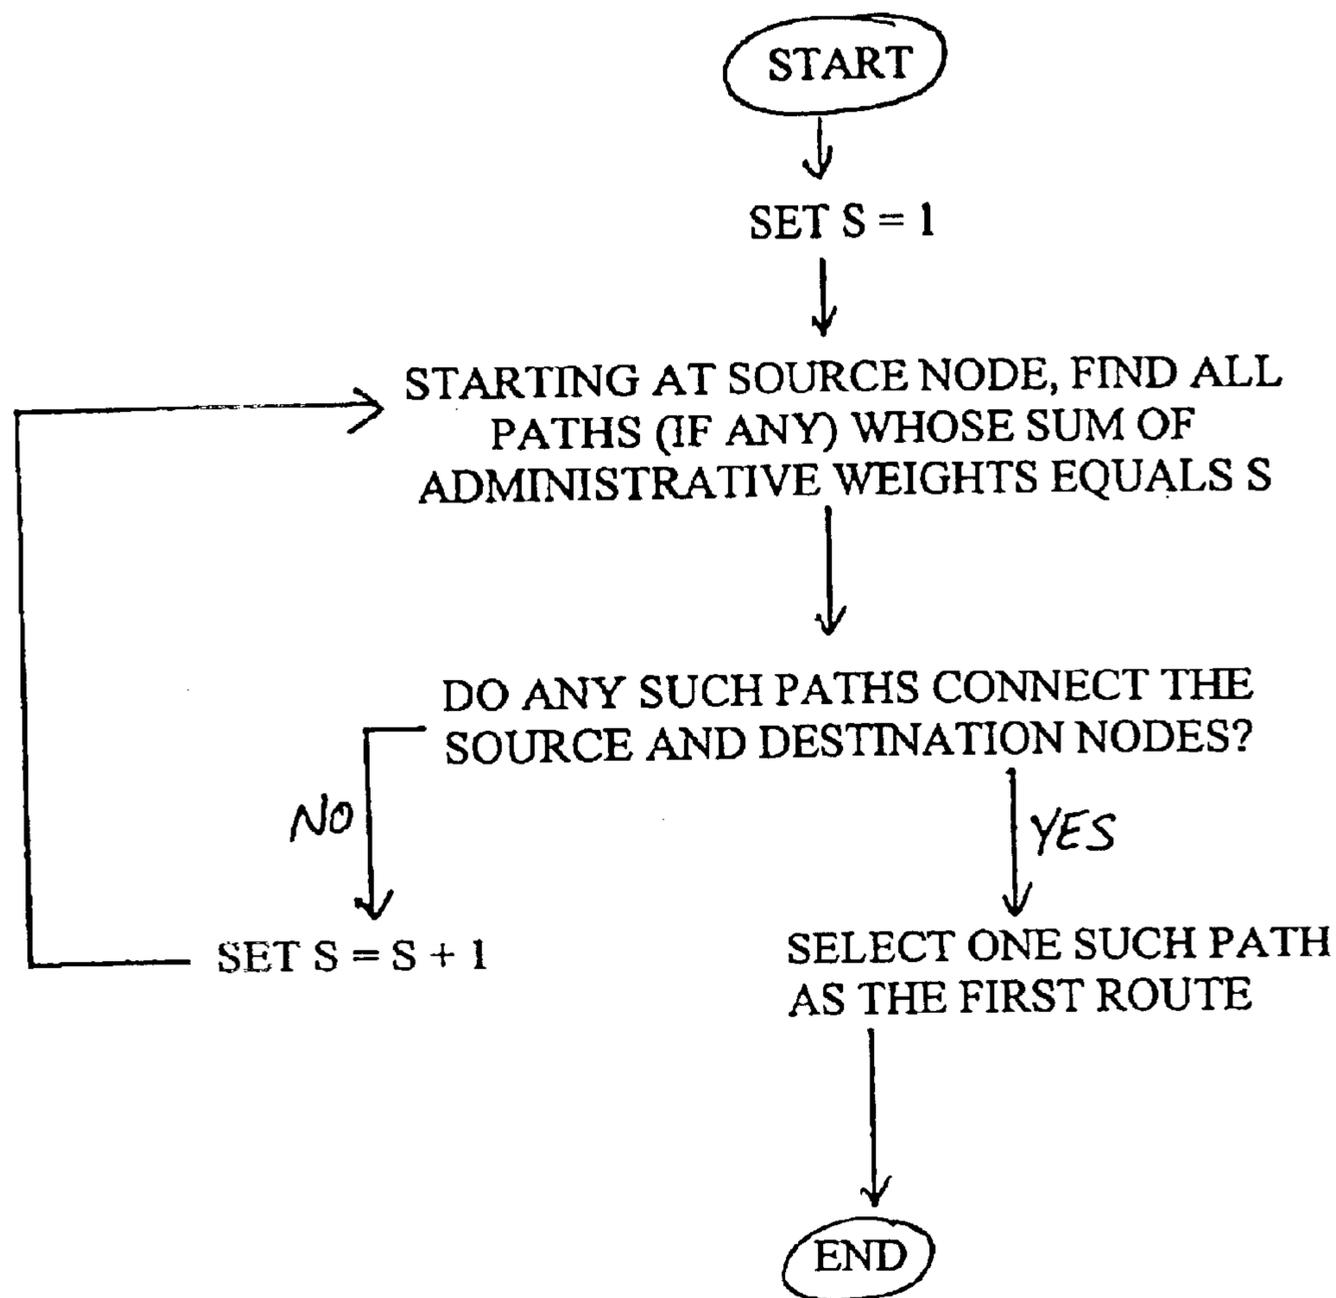 START
SET S = 1
STARTING AT SOURCE NODE, FIND ALL
PATHS (IF ANY) WHOSE SUM OF
ADMINISTRATIVE WEIGHTS EQUALS S
DO ANY SUCH PATHS CONNECT THE
SOURCE AND DESTINATION NODES?
NO
YES
SET S = S + 1
SELECT ONE SUCH PATH
AS THE FIRST ROUTE
END